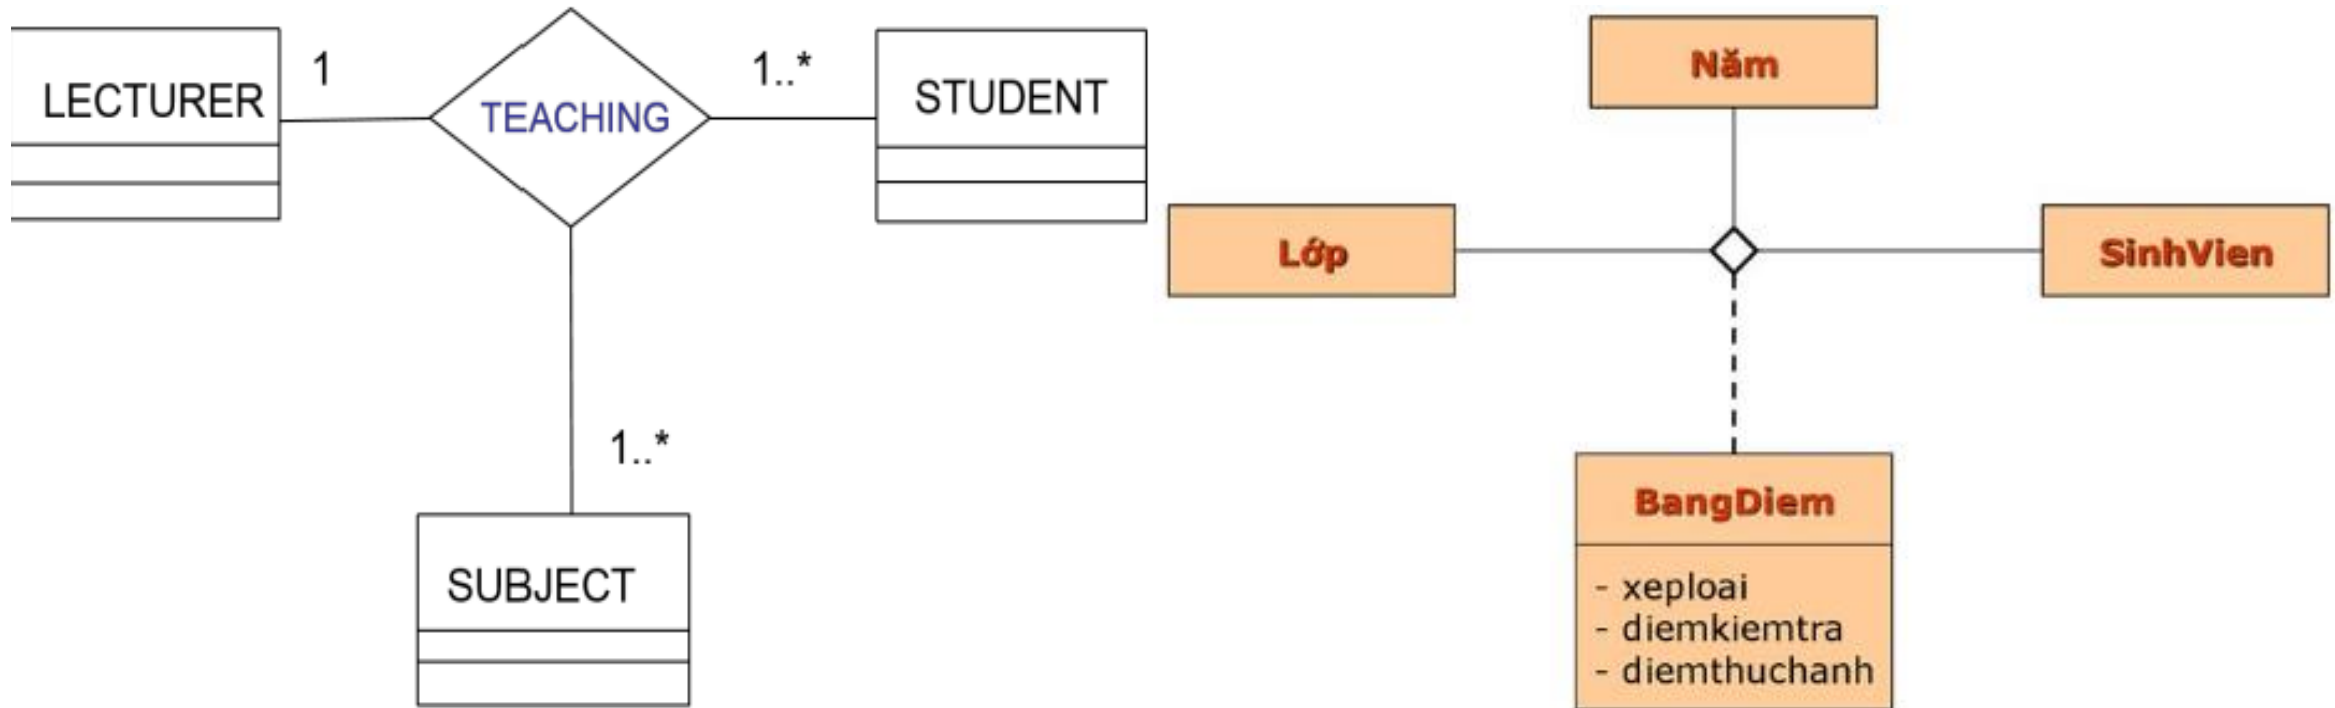 LECTURER
1
TEACHING
1..*
STUDENT
1..*
SUBJECT
Năm
Lớp
SinhVien
BangDiem
- xeploai
- diemkiemtra
- diemthuchanh